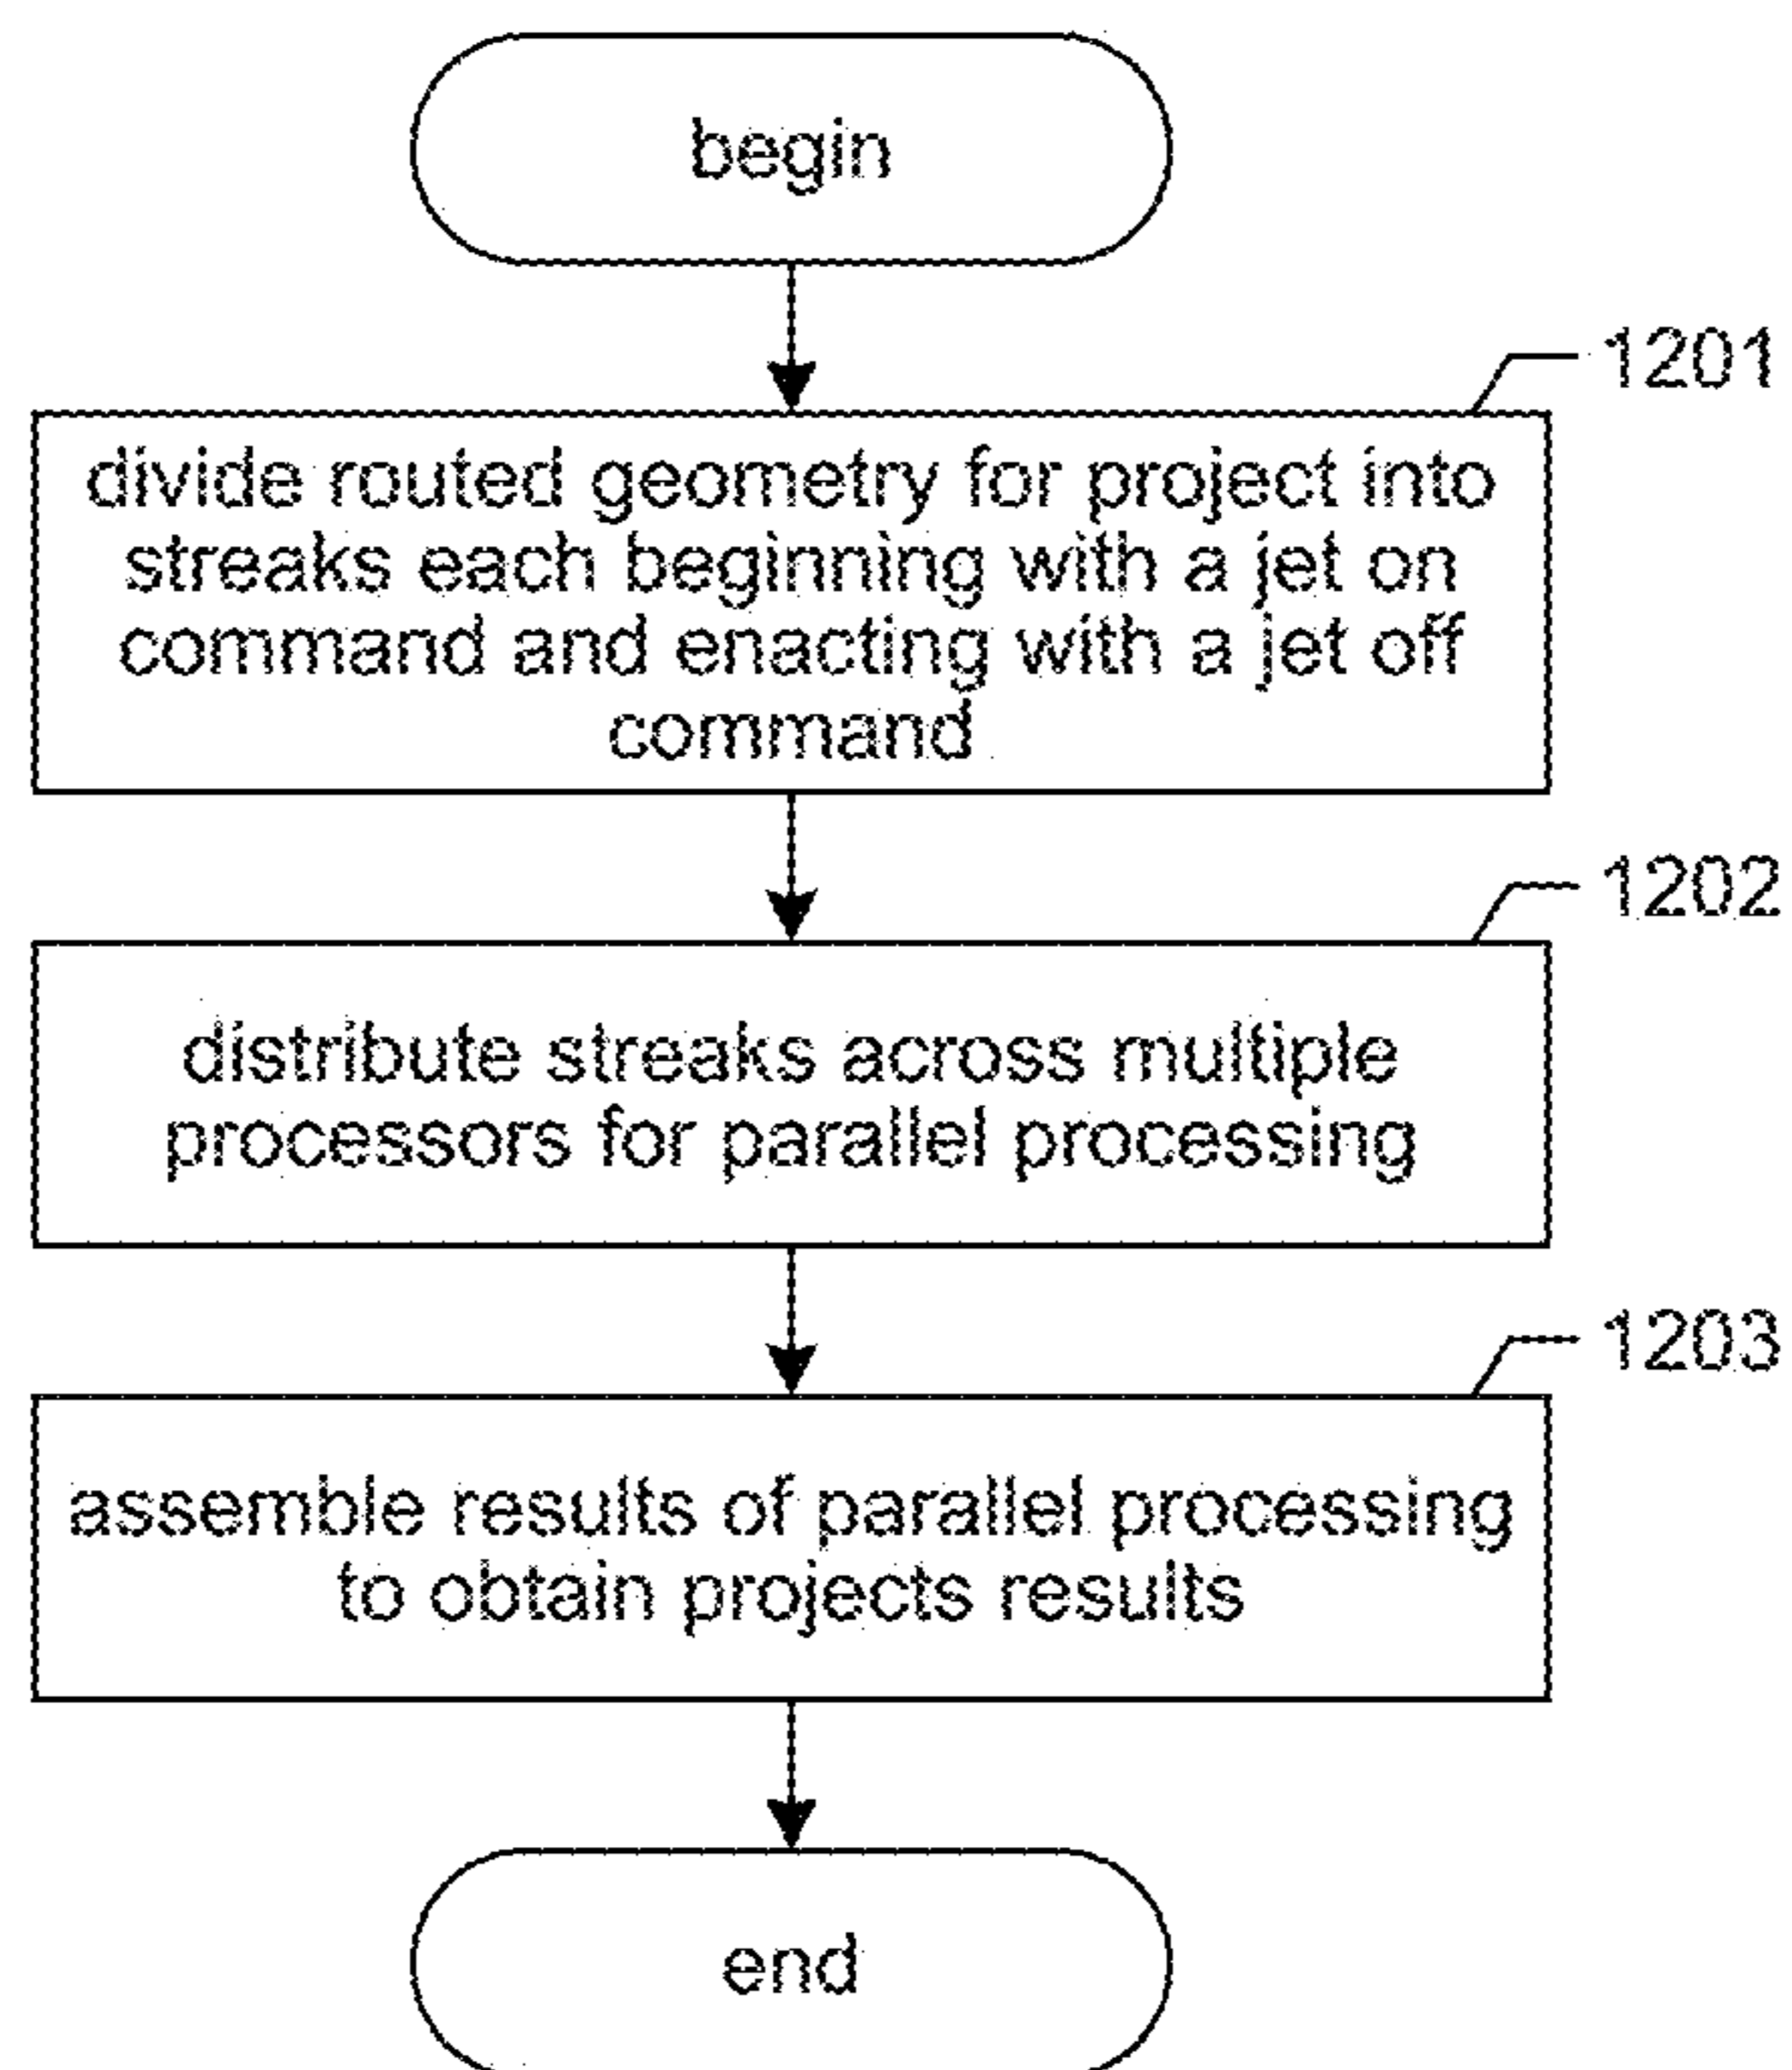 begin
1201
divide routed geometry for project into
streaks each beginning with a jet on
command and enacting with a jet off
command
1202
distribute streaks across multiple
processors for parallel processing
1203
assemble results of parallel processing
to obtain projects results
end